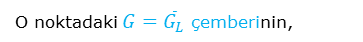 O noktadaki G = G̅_L çemberinin,